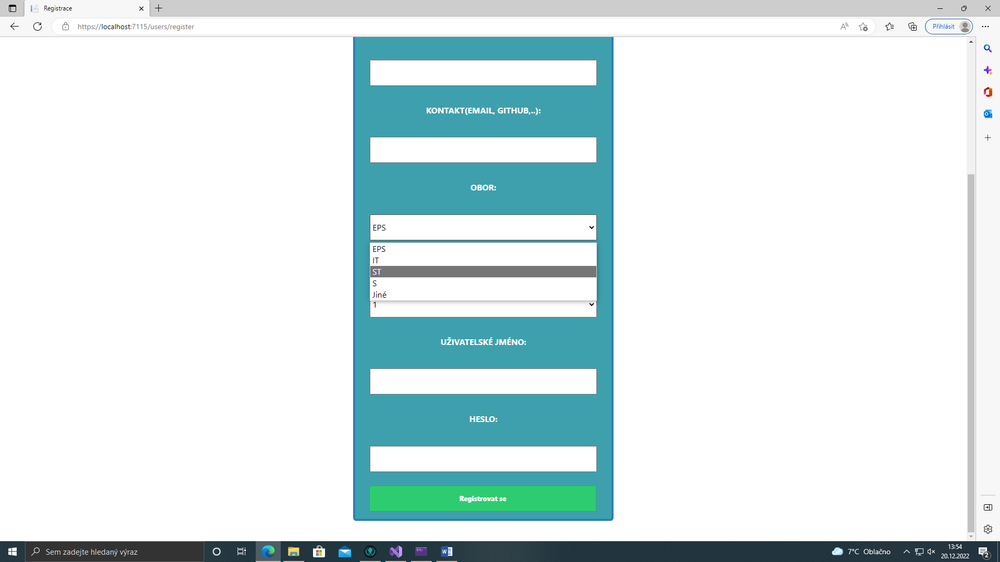 Registrace
https://localhost:7115/users/register
Přihlásit
KONTAKT(EMAIL, GITHUB,..):
OBOR:
EPS
EPS
IT
ST
S
Jiné
1
UŽIVATELSKÉ JMÉNO:
HESLO:
Registrovat se
Sem zadejte hledaný výraz
7°C Oblačno
13:54
20.12.2022
2